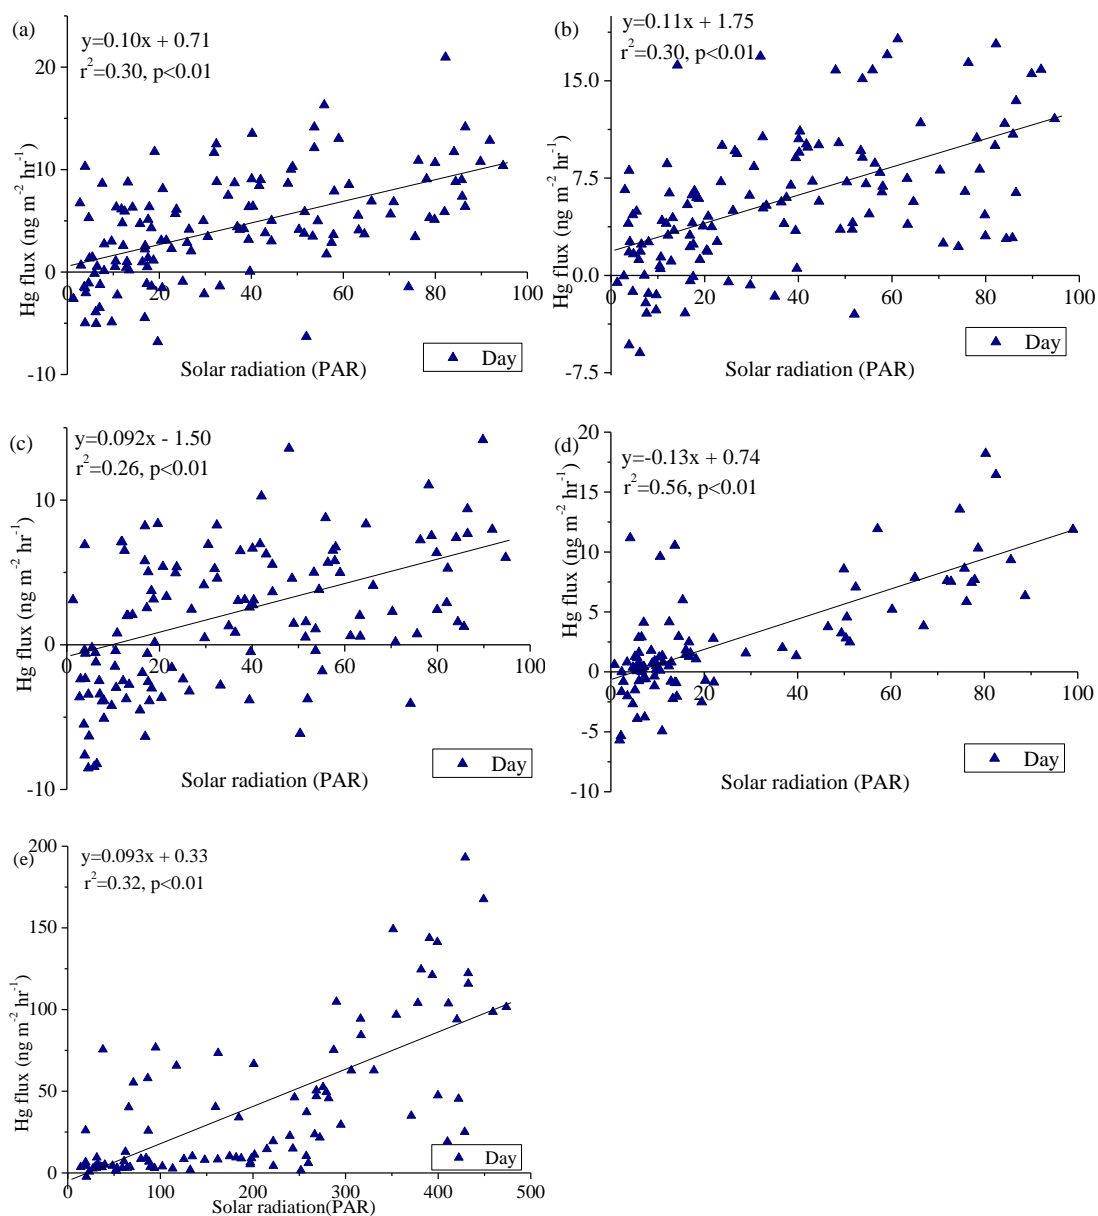 (a)
y=0.10x + 0.71
r²=0.30, p<0.01
20
10
0
-10
0 20 40 60 80 100
Hg flux (ng m⁻² hr⁻¹)
Solar radiation (PAR)
Day
(b)
y=0.11x + 1.75
r²=0.30, p<0.01
15.0
7.5
0.0
-7.5
0 20 40 60 80 100
Hg flux (ng m⁻² hr⁻¹)
Solar radiation (PAR)
Day
(c)
y=0.092x - 1.50
r²=0.26, p<0.01
10
0
-10
0 20 40 60 80 100
Hg flux (ng m⁻² hr⁻¹)
Solar radiation (PAR)
Day
(d)
y=-0.13x + 0.74
r²=0.56, p<0.01
20
15
10
5
0
-5
-10
0 20 40 60 80 100
Hg flux (ng m⁻² hr⁻¹)
Solar radiation (PAR)
Day
(e)
y=0.093x + 0.33
r²=0.32, p<0.01
200
150
100
50
0
0 100 200 300 400 500
Hg flux (ng m⁻² hr⁻¹)
Solar radiation(PAR)
Day